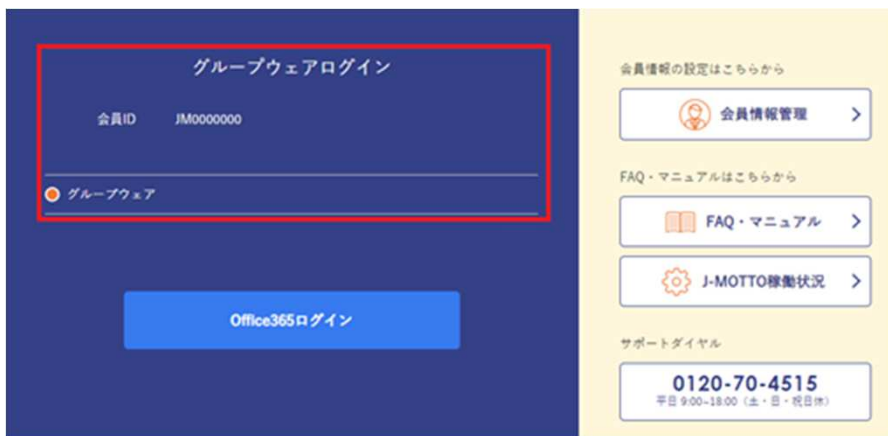 グループウェアログイン
会員ID JM0000000
グループウェア
Office365ログイン
会員情報の設定はこちらから
会員情報管理
FAQ・マニュアルはこちらから
FAQ・マニュアル
J-MOTTO稼働状況
サポートダイヤル
0120-70-4515
平日 9:00~18:00 (土・日・祝日休)